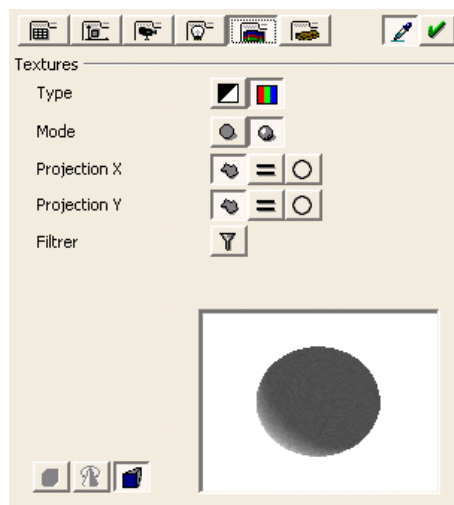 Textures
Type
Mode
Projection X
Projection Y
Filtrer